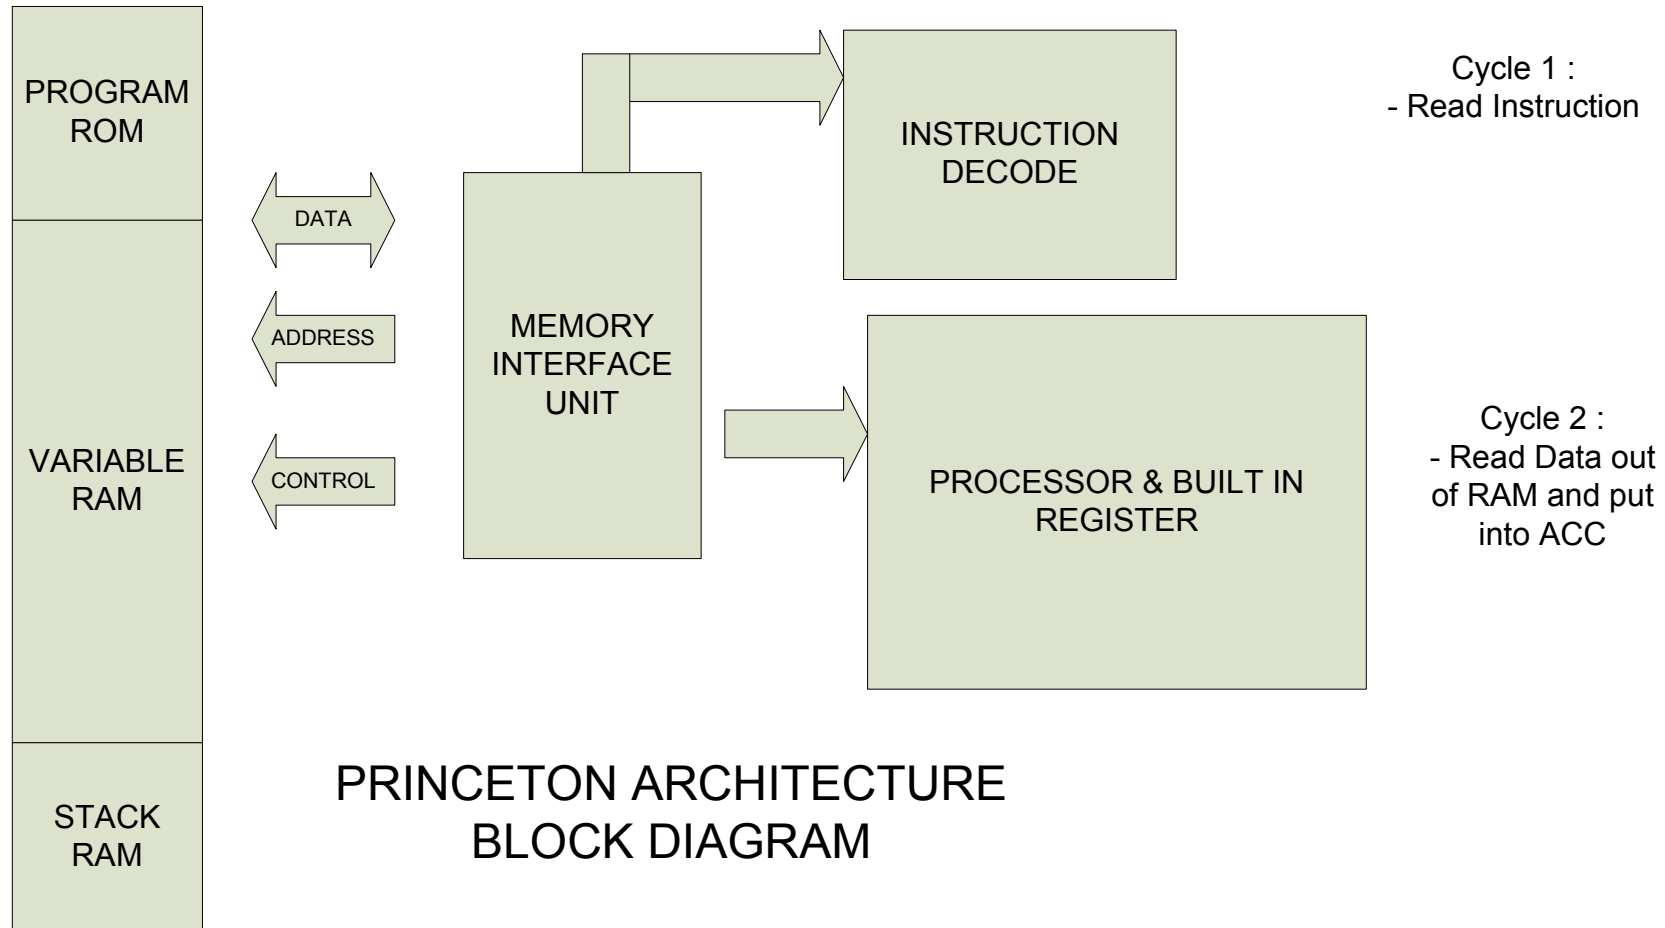 PROGRAM
ROM
VARIABLE
RAM
STACK
RAM
DATA
ADDRESS
CONTROL
MEMORY
INTERFACE
UNIT
INSTRUCTION
DECODE
PROCESSOR & BUILT IN
REGISTER
Cycle 1 :
- Read Instruction
Cycle 2 :
- Read Data out
of RAM and put
into ACC
PRINCETON ARCHITECTURE
BLOCK DIAGRAM